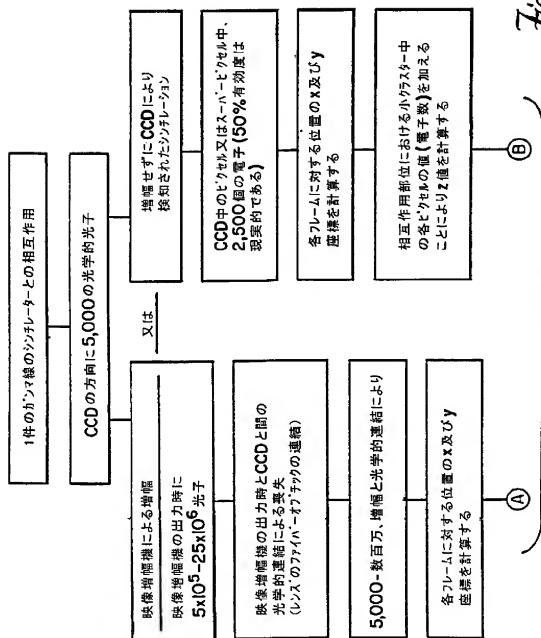 1件のガンマ線のシンチレーターとの相互作用
CCDの方向に5,000の光学的光子
映像増幅機による増幅
映像増幅機の出力時に
5x10⁵-25x10⁶光子
映像増幅機の出力時とCCDと間の
光学的連結による喪失
(レンズのファイバーオプチックの連結)
5,000-数百万、増幅と光学的連結により
各フレームに対する位置のx及びy
座標を計算する
Ⓐ
又は
増幅せずにCCDにより
検知されたシンチレーション
CCD中のピクセル又はスーパーピクセル中、
2,500個の電子(50%有効度は
現実的である)
各フレームに対する位置のx及びy
座標を計算する
相互作用部位における小クラスター中
の各ピクセルの値(電子数)を加える
ことによりz値を計算する
Ⓑ